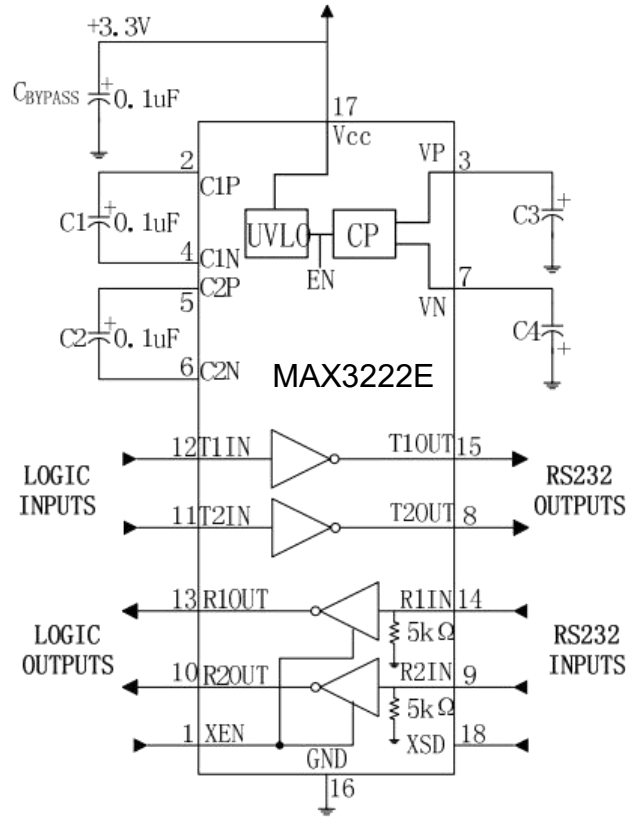 +3.3V
CBYPASS + 0.1uF
17
Vcc
2
C1P
VP 3
C1 + 0.1uF
UVLO
CP
C3 +
4
C1N
EN
7
C2P
5
VN
C2 + 0.1uF
C4 +
6 C2N
MAX3222E
12 T1IN
T1OUT 15
LOGIC
INPUTS
RS232
OUTPUTS
11 T2IN
T2OUT 8
13 R1OUT
R1IN 14
5kΩ
LOGIC
OUTPUTS
RS232
INPUTS
10 R2OUT
R2IN 9
5kΩ
1 XEN
XSD 18
GND
16